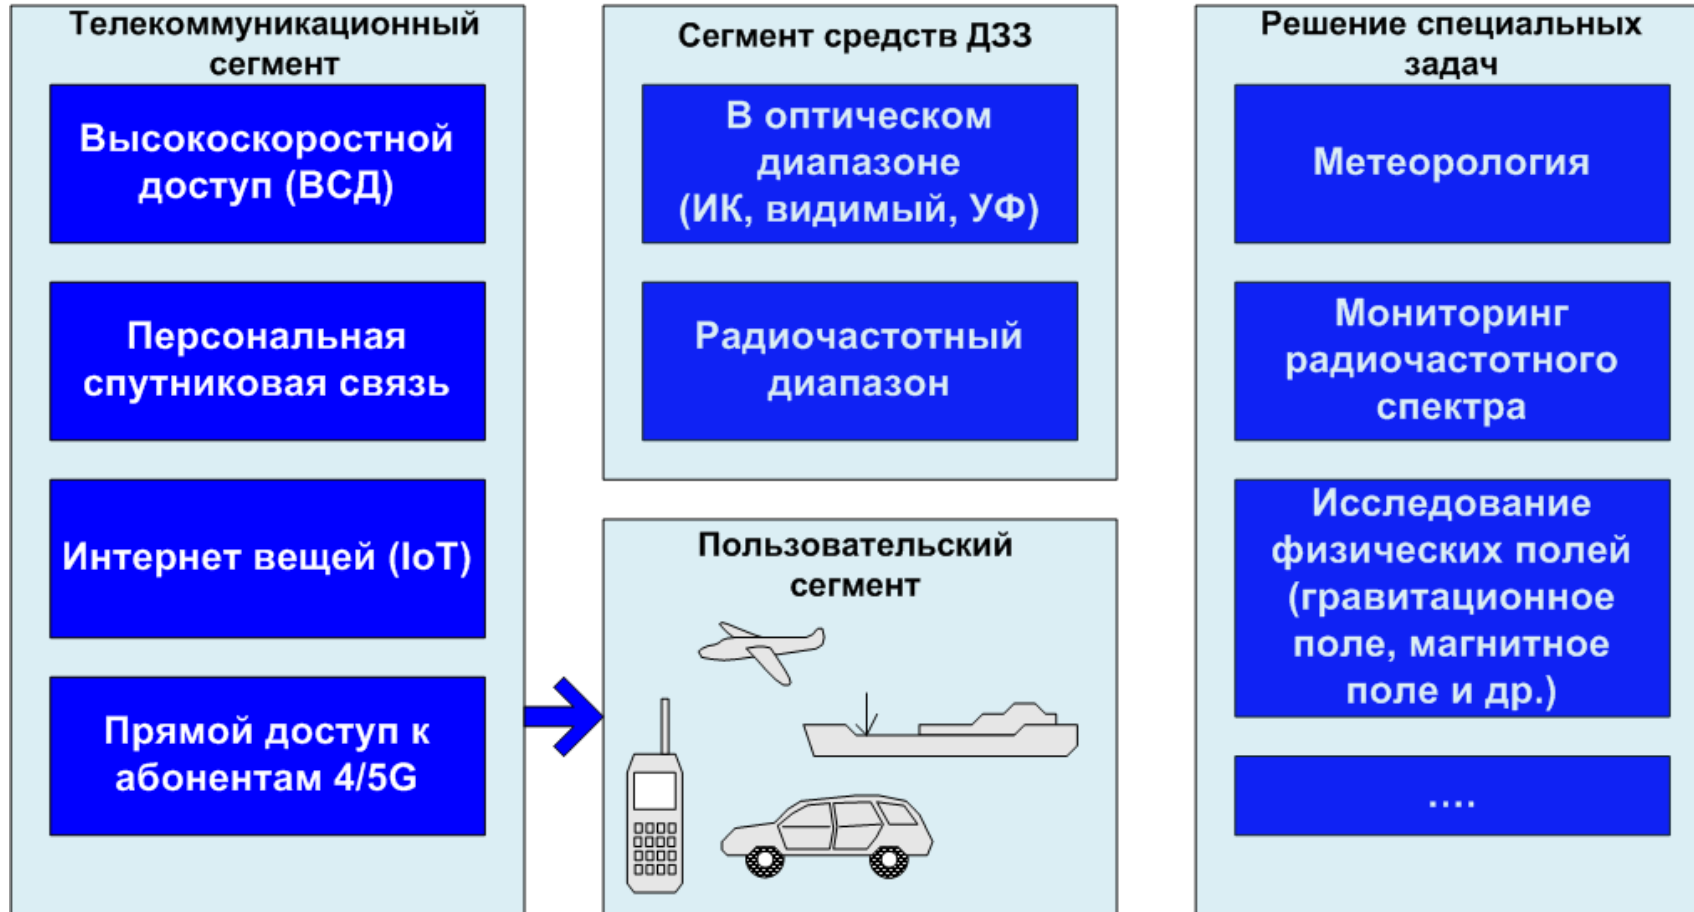 Телекоммуникационный
сегмент
Высокоскоростной
доступ (ВСД)
Персональная
спутниковая связь
Интернет вещей (IoT)
Прямой доступ к
абонентам 4/5G
Сегмент средств ДЗЗ
В оптическом
диапазоне
(ИК, видимый, УФ)
Радиочастотный
диапазон
Пользовательский
сегмент
Решение специальных
задач
Метеорология
Мониторинг
радиочастотного
спектра
Исследование
физических полей
(гравитационное
поле, магнитное
поле и др.)
....